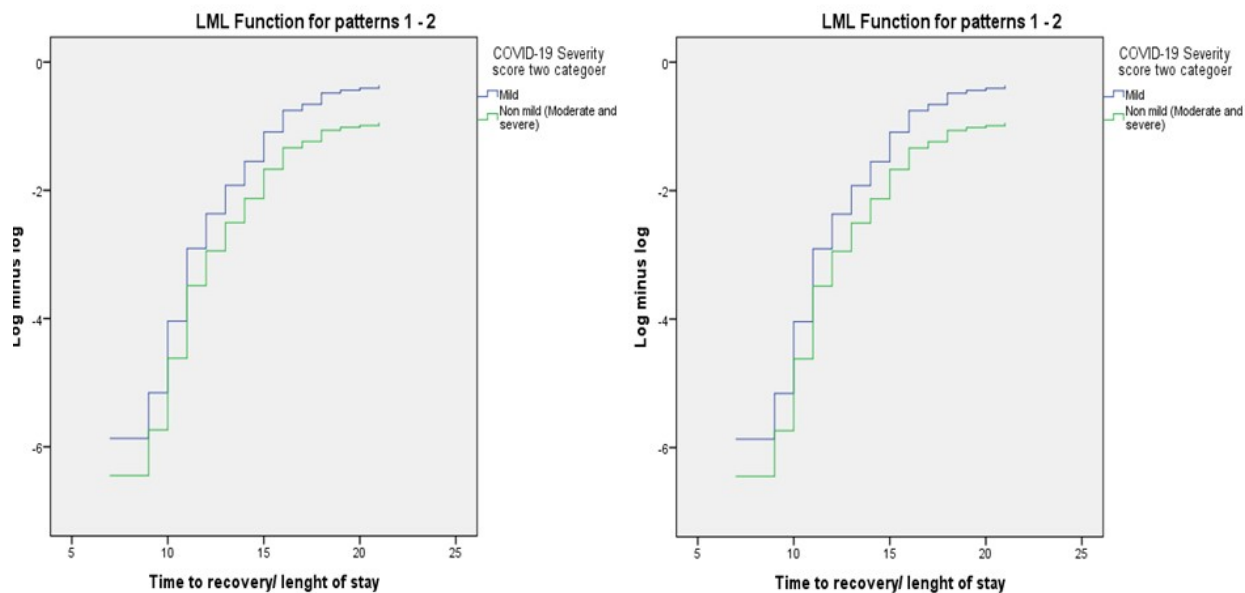 LML Function for patterns 1 - 2
COVID-19 Severity
score two categoer
Mild
Non mild (Moderate and
severe)
0
-2
-4
-6
Log minus log
5
10
15
20
25
Time to recovery/ lenght of stay
LML Function for patterns 1 - 2
COVID-19 Severity
score two categoer
Mild
Non mild (Moderate and
severe)
0
-2
-4
-6
Log minus log
5
10
15
20
25
Time to recovery/ lenght of stay